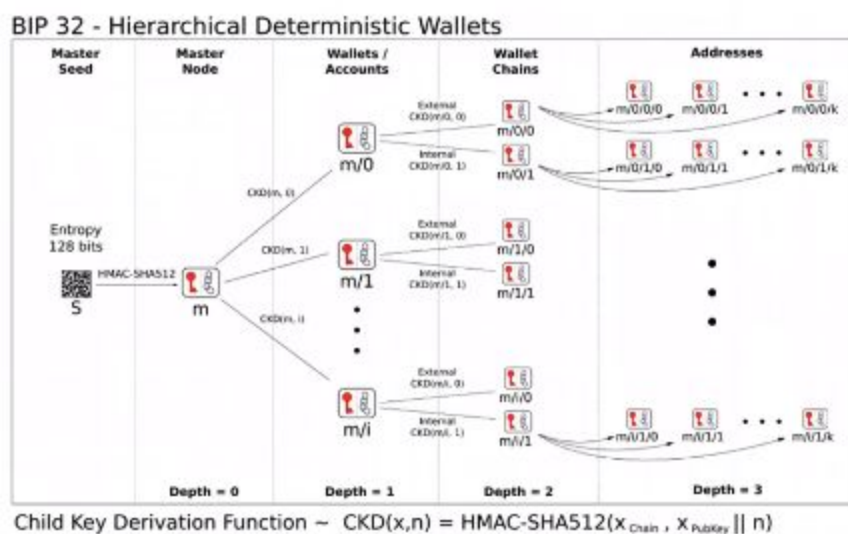 BIP 32 - Hierarchical Deterministic Wallets
Master Seed
Master Node
Wallets / Accounts
Wallet Chains
Addresses
Entropy
128 bits
S
HMAC-SHA512
m
CKD(m, 0)
CKD(m, 1)
CKD(m, i)
m/0
m/1
m/i
External
CKD(m/0, 0)
Internal
CKD(m/0, 1)
External
CKD(m/1, 0)
Internal
CKD(m/1, 1)
External
CKD(m/i, 0)
Internal
CKD(m/i, 1)
m/0/0
m/0/1
m/1/0
m/1/1
m/i/0
m/i/1
m/0/0/0 m/0/0/1 • • • m/0/0/k
m/0/1/0 m/0/1/1 • • • m/0/1/k
m/i/1/0 m/i/1/1 • • • m/i/1/k
Depth = 0
Depth = 1
Depth = 2
Depth = 3
Child Key Derivation Function ~ CKD(x,n) = HMAC-SHA512(x Chain , x PubKey || n)